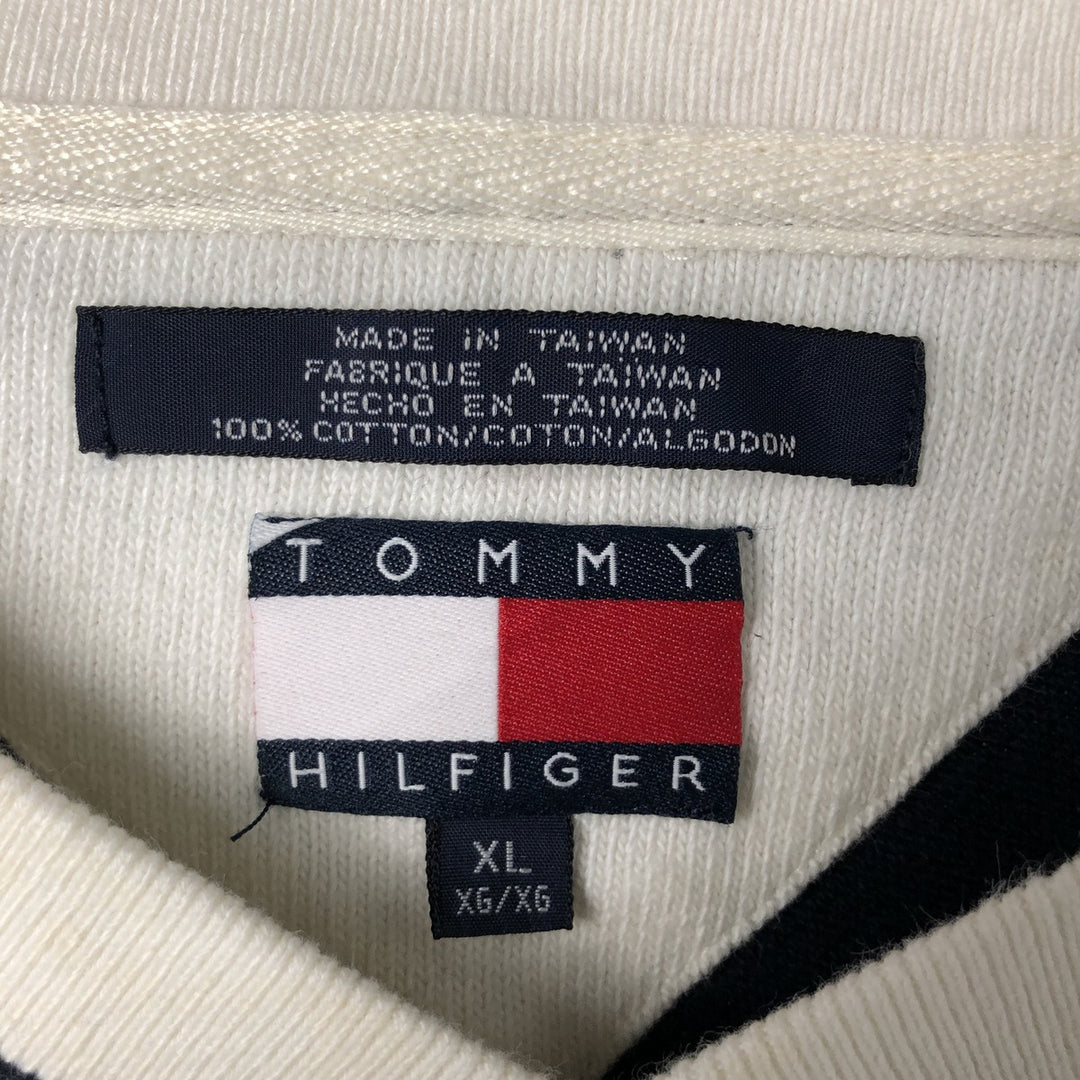 MADE IN TAIWAN
FABRIQUE A TAIWAN
HECHO EN TAIWAN
100% COTTON/COTON/ALGODON
TOMMY
HILFIGER
XL
XG/XG